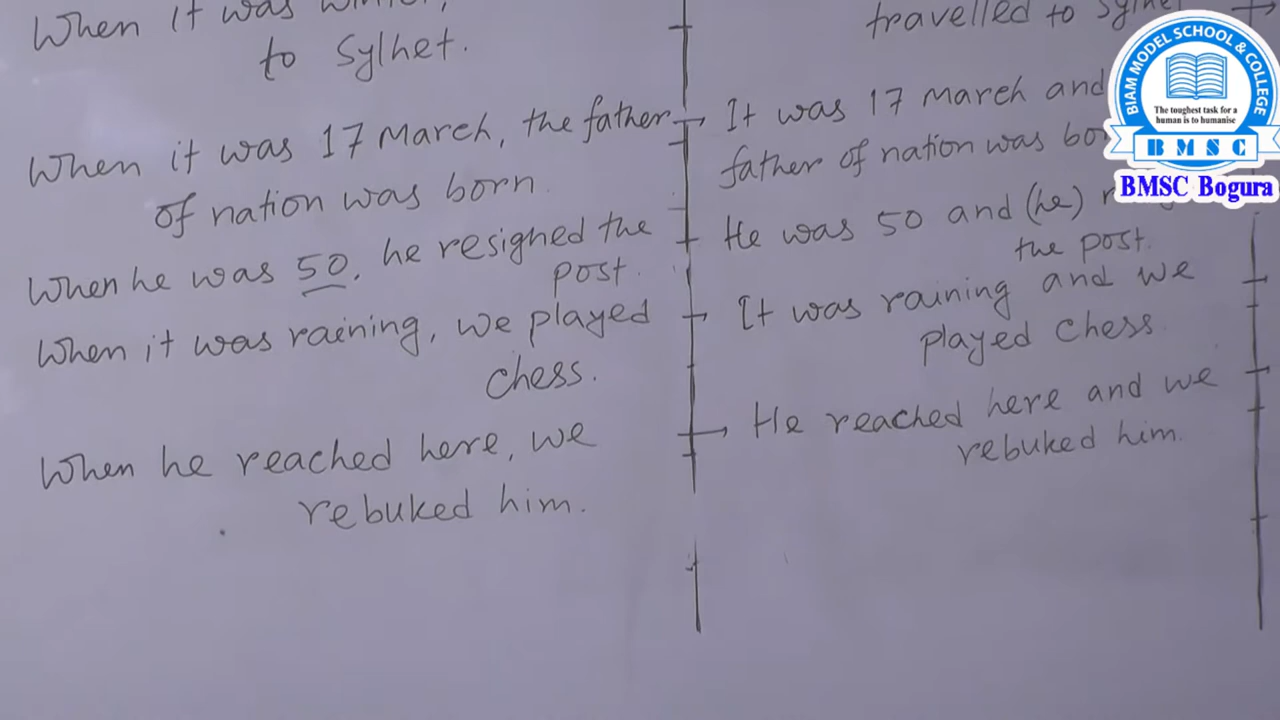 When it was winter,
to Sylhet.
When it was 17 March, the father
of nation was born.
When he was 50, he resigned the
post.
When it was raining, we played
chess.
When he reached here, we
rebuked him.
travelled to Sylhet
It was 17 March and
father of nation was bo
He was 50 and (he) r
the post.
It was raining and we
played chess.
He reached here and we
rebuked him.
BIAM MODEL SCHOOL & COLLEGE
The toughest task for a
human is to humanise
BMSC
BMSC Bogura